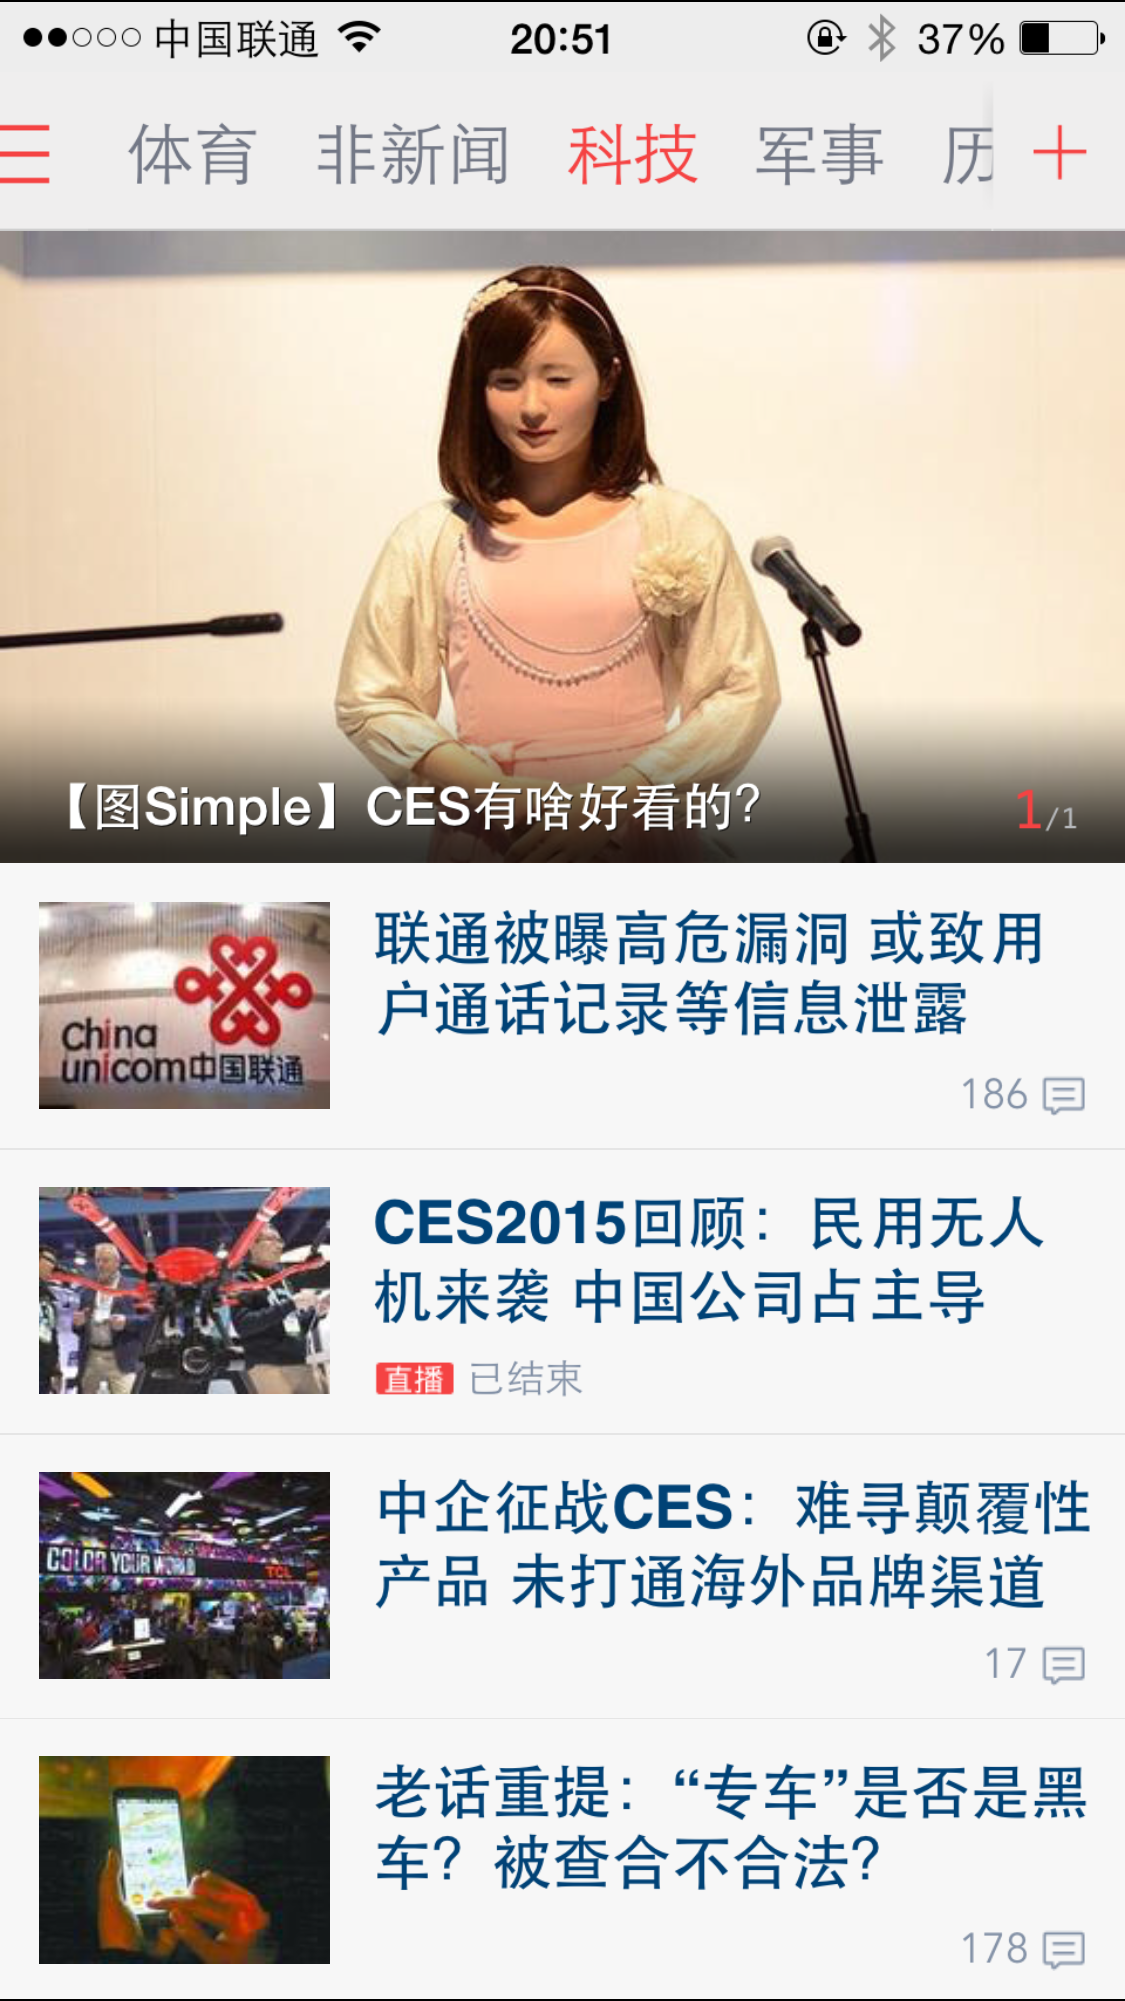 中国联通 20:51 37%
体育 非新闻 科技 军事 历
【图Simple】CES有啥好看的？ 1/1
China
unicom中国联通
联通被曝高危漏洞 或致用
户通话记录等信息泄露
186
CES2015回顾：民用无人
机来袭 中国公司占主导
直播 已结束
COLOR YOUR WORLD
TCL
中企征战CES：难寻颠覆性
产品 未打通海外品牌渠道
17
老话重提：“专车”是否是黑
车？被查合不合法？
178